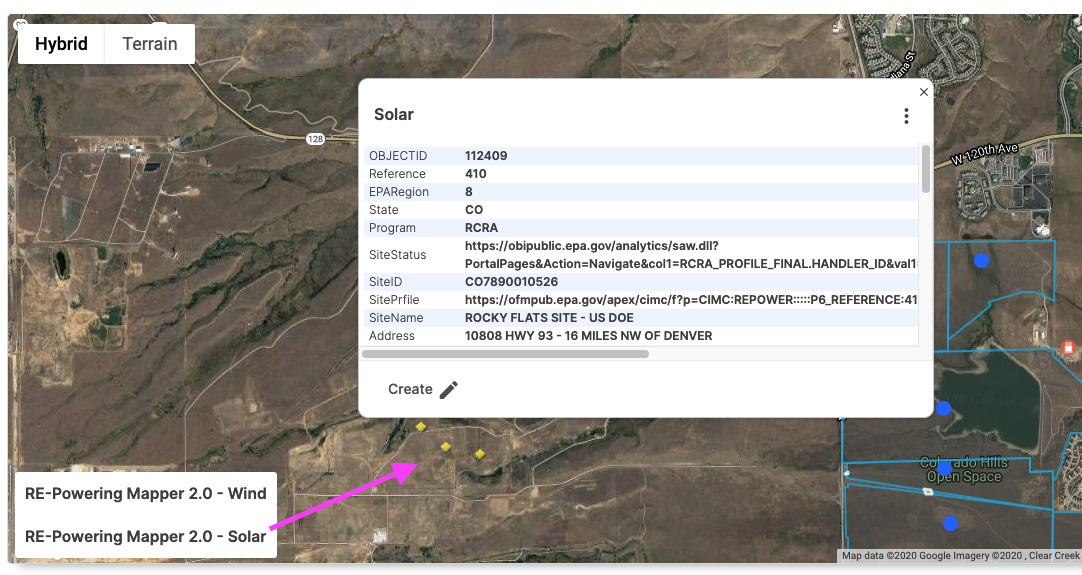 Hybrid
Terrain
128
Solar
OBJECTID 112409
Reference 410
EPARegion 8
State CO
Program RCRA
SiteStatus https://obipublic.epa.gov/analytics/saw.dll?
PortalPages&Action=Navigate&col1=RCRA_PROFILE_FINAL.HANDLER_ID&val1=
SiteID CO7890010526
SitePrfile https://ofmpub.epa.gov/apex/cimc/f?p=CIMC:REPOWER:::::P6_REFERENCE:41
SiteName ROCKY FLATS SITE - US DOE
Address 10808 HWY 93 - 16 MILES NW OF DENVER
Create
W 120th Ave
Colorado Hills
Open Space
RE-Powering Mapper 2.0 - Wind
RE-Powering Mapper 2.0 - Solar
Map data ©2020 Google Imagery ©2020 , Clear Creek